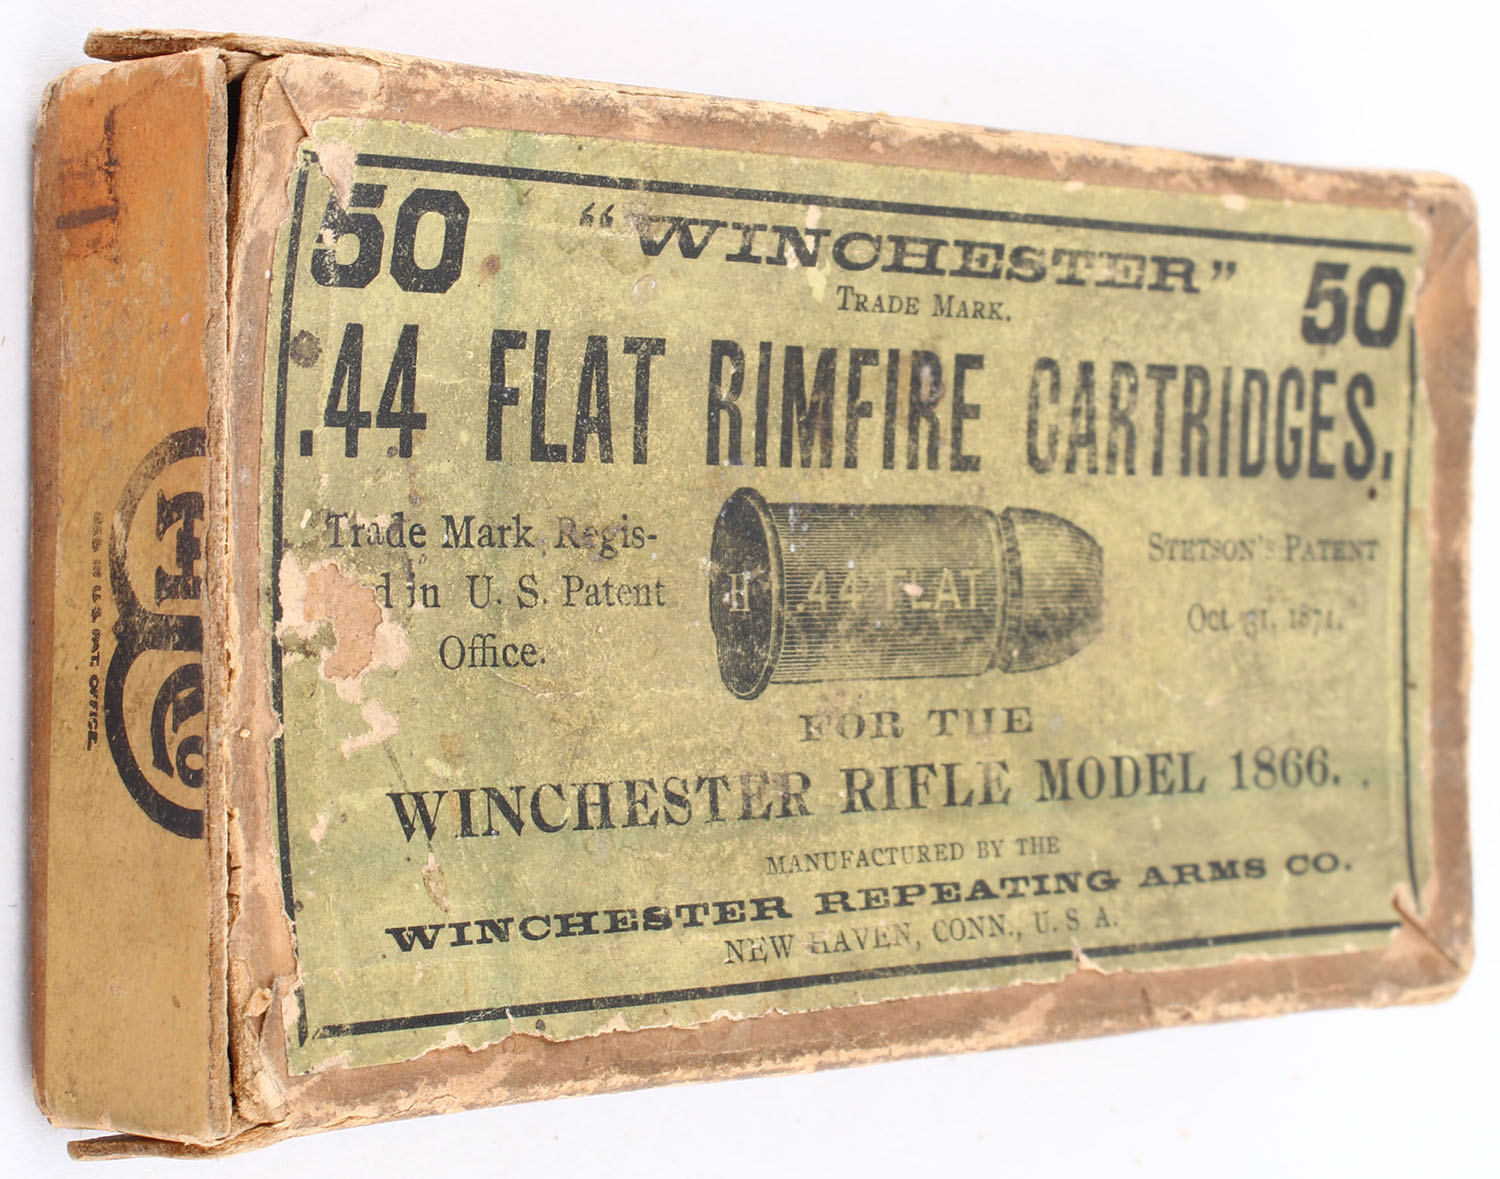 50 "WINCHESTER" 50
TRADE MARK.
.44 FLAT RIMFIRE CARTRIDGES.
Trade Mark Regis-
d in U. S. Patent
Office.
H .44 FLAT
STETSON'S PATENT
Oct. 31, 1871.
FOR THE
WINCHESTER RIFLE MODEL 1866.
MANUFACTURED BY THE
WINCHESTER REPEATING ARMS CO.
NEW HAVEN, CONN., U. S. A.
U.S. PAT. OFFICE.